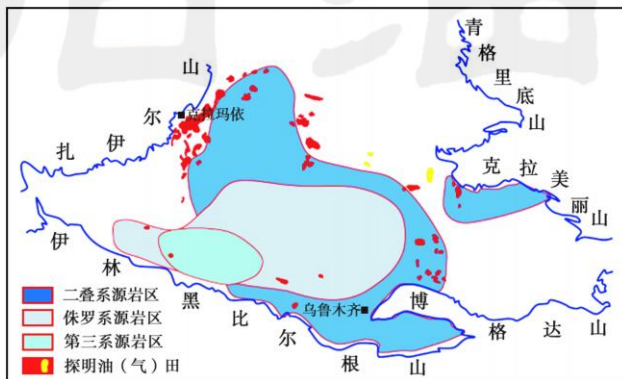 青格里底山
克拉美丽山
扎伊尔山
克拉玛依
伊林黑比尔根山
乌鲁木齐
博格达山
二叠系源岩区
侏罗系源岩区
第三系源岩区
探明油（气）田